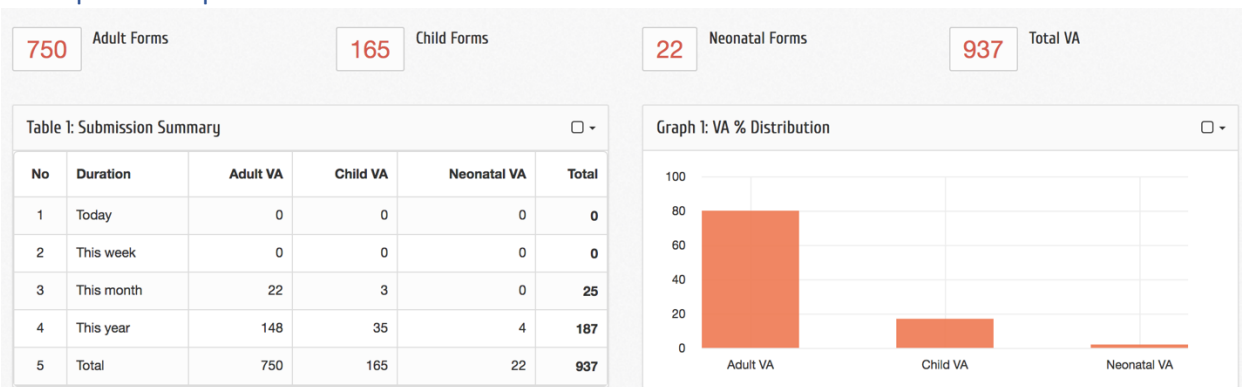 750 Adult Forms 165 Child Forms 22 Neonatal Forms 937 Total VA
Table 1: Submission Summary
No Duration Adult VA Child VA Neonatal VA Total
1 Today 0 0 0 0
2 This week 0 0 0 0
3 This month 22 3 0 25
4 This year 148 35 4 187
5 Total 750 165 22 937
Graph 1: VA % Distribution
100
80
60
40
20
0
Adult VA Child VA Neonatal VA